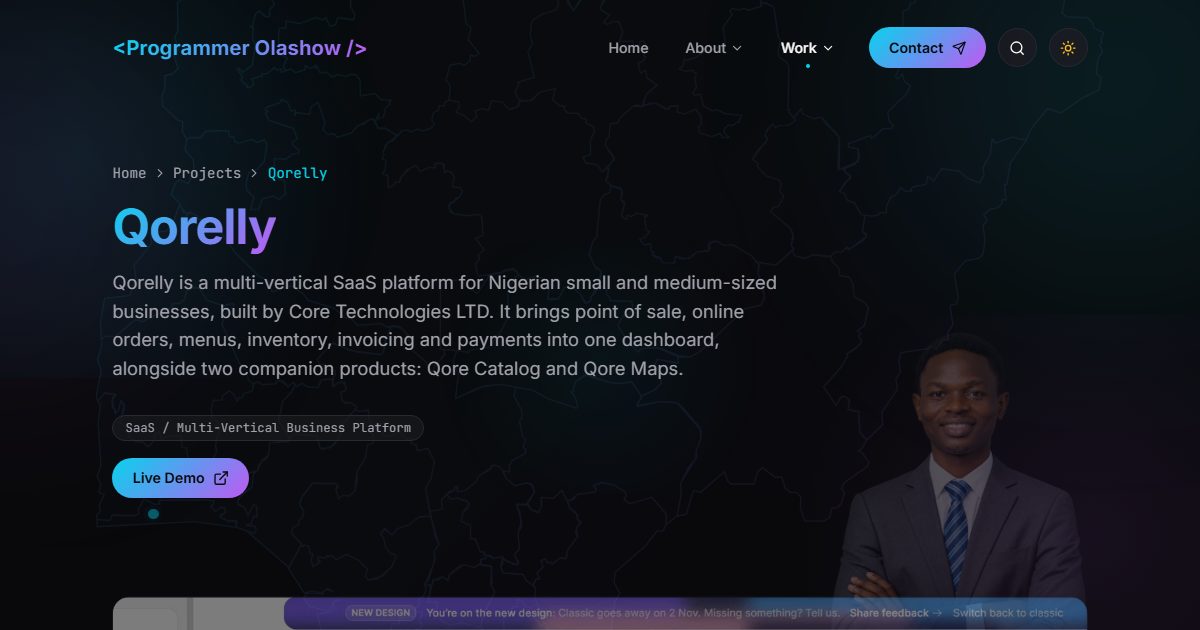 <Programmer Olashow />
Home About Work Contact
Home > Projects > Qorelly
Qorelly
Qorelly is a multi-vertical SaaS platform for Nigerian small and medium-sized
businesses, built by Core Technologies LTD. It brings point of sale, online
orders, menus, inventory, invoicing and payments into one dashboard,
alongside two companion products: Qore Catalog and Qore Maps.
SaaS / Multi-Vertical Business Platform
Live Demo
NEW DESIGN You're on the new design: Classic goes away on 2 Nov. Missing something? Tell us. Share feedback → Switch back to classic